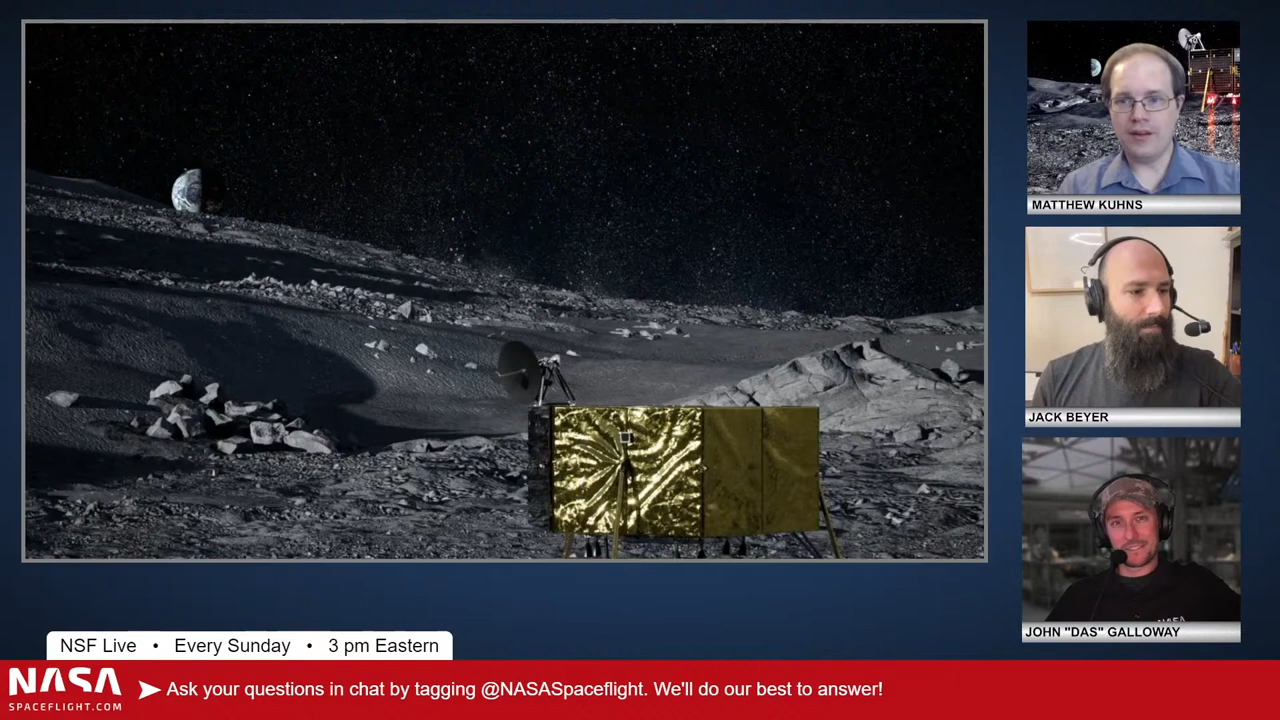 MATTHEW KUHNS
JACK BEYER
JOHN "DAS" GALLOWAY
NSF Live • Every Sunday • 3 pm Eastern
NASA
SPACEFLIGHT.COM
Ask your questions in chat by tagging @NASASpaceflight. We'll do our best to answer!